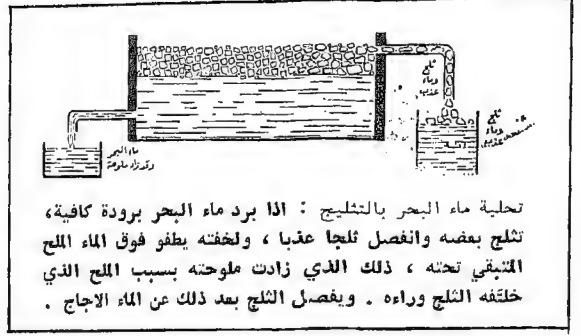 ثلج
وماء
عذب
ثلج
وماء
عذب
ماء البحر
وقد زاد ملوحة
تحلية ماء البحر بالتثليج : اذا برد ماء البحر برودة كافية،
تثلج بعضه وانفصل ثلجا عذبا ، ولخفته يطفو فوق الماء الملح
المتبقي تحته ، ذلك الذي زادت ملوحته بسبب الملح الذي
خلتفه الثلج وراءه . ويفصل الثلج بعد ذلك عن الماء الاجاج .